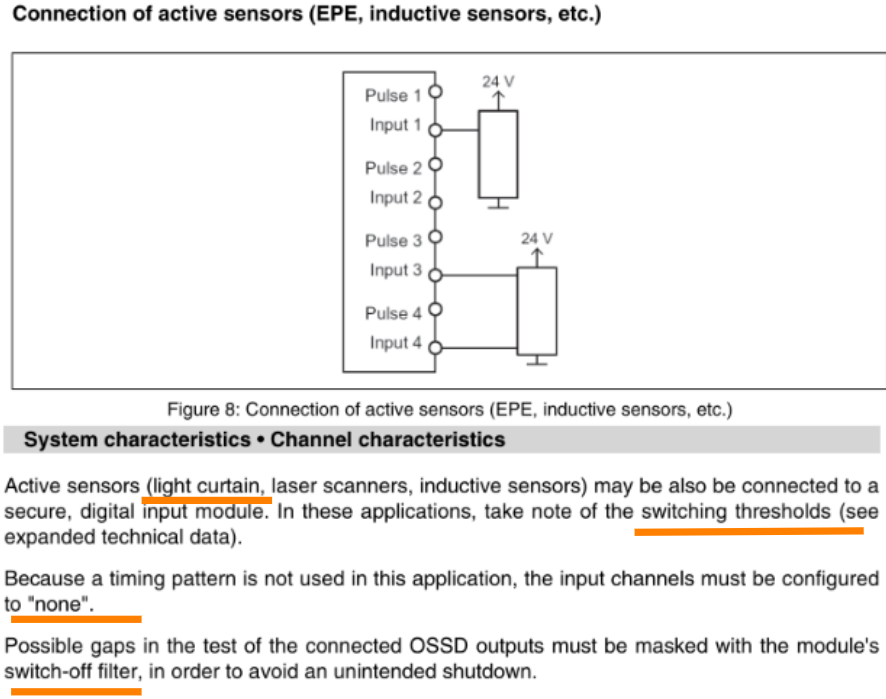 Connection of active sensors (EPE, inductive sensors, etc.)
24 V
Pulse 1
Input 1
Pulse 2
Input 2
24 V
Pulse 3
Input 3
Pulse 4
Input 4
Figure 8: Connection of active sensors (EPE, inductive sensors, etc.)
System characteristics • Channel characteristics
Active sensors (light curtain, laser scanners, inductive sensors) may be also be connected to a
secure, digital input module. In these applications, take note of the switching thresholds (see
expanded technical data).
Because a timing pattern is not used in this application, the input channels must be configured
to "none".
Possible gaps in the test of the connected OSSD outputs must be masked with the module's
switch-off filter, in order to avoid an unintended shutdown.